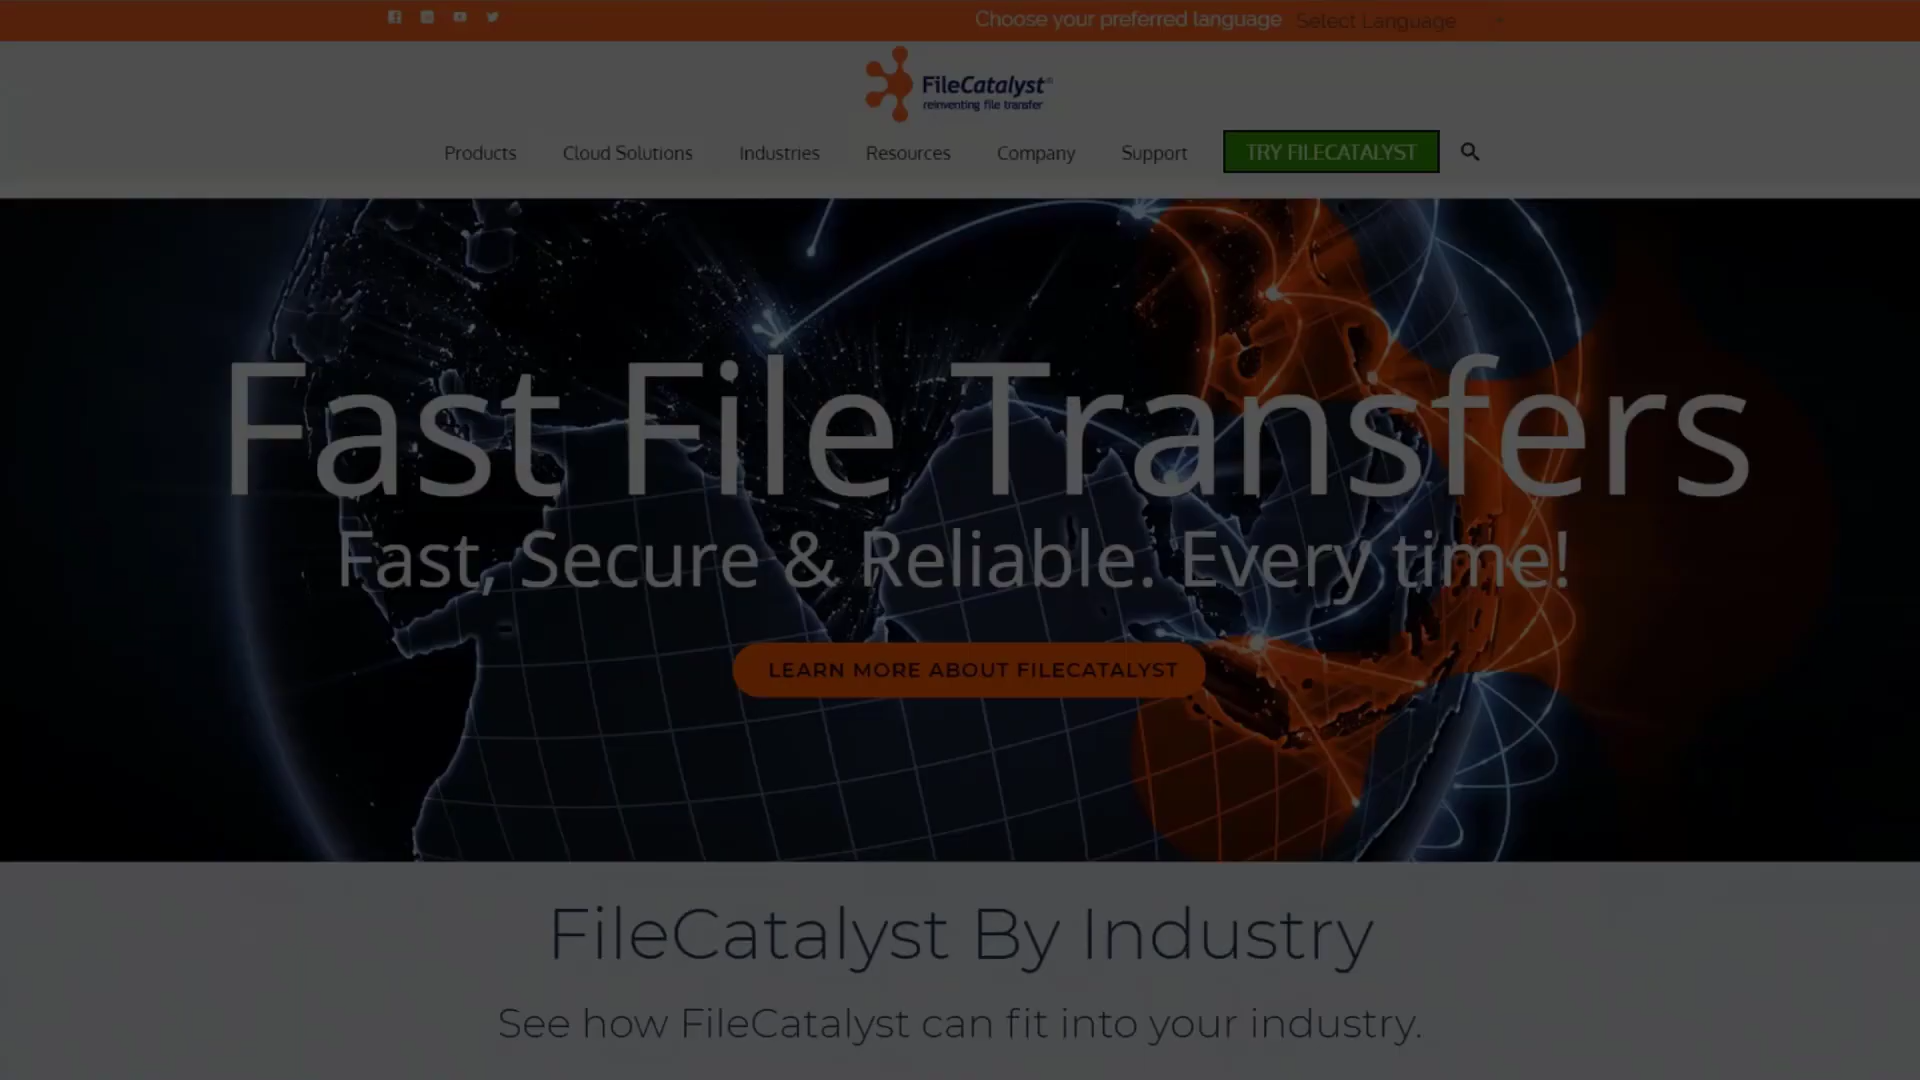 Choose your preferred language Select Language
FileCatalyst
reinventing file transfer
Products Cloud Solutions Industries Resources Company Support TRY FILECATALYST
Fast File Transfers
Fast, Secure & Reliable. Every time!
LEARN MORE ABOUT FILECATALYST
FileCatalyst By Industry
See how FileCatalyst can fit into your industry.